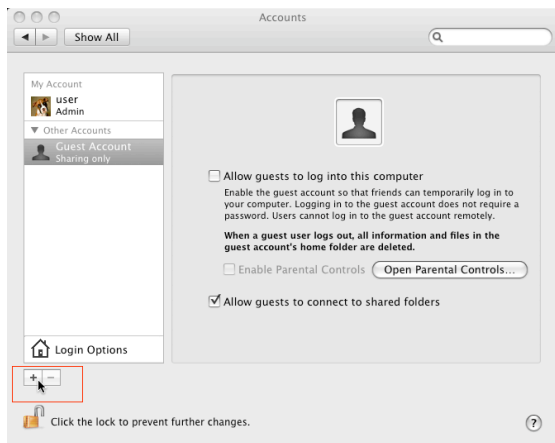 Accounts
Show All
My Account
user
Admin
Other Accounts
Guest Account
Sharing only
Login Options
Allow guests to log into this computer
Enable the guest account so that friends can temporarily log in to
your computer. Logging in to the guest account does not require a
password. Users cannot log in to the guest account remotely.
When a guest user logs out, all information and files in the
guest account's home folder are deleted.
Enable Parental Controls Open Parental Controls...
Allow guests to connect to shared folders
+ −
Click the lock to prevent further changes.
?